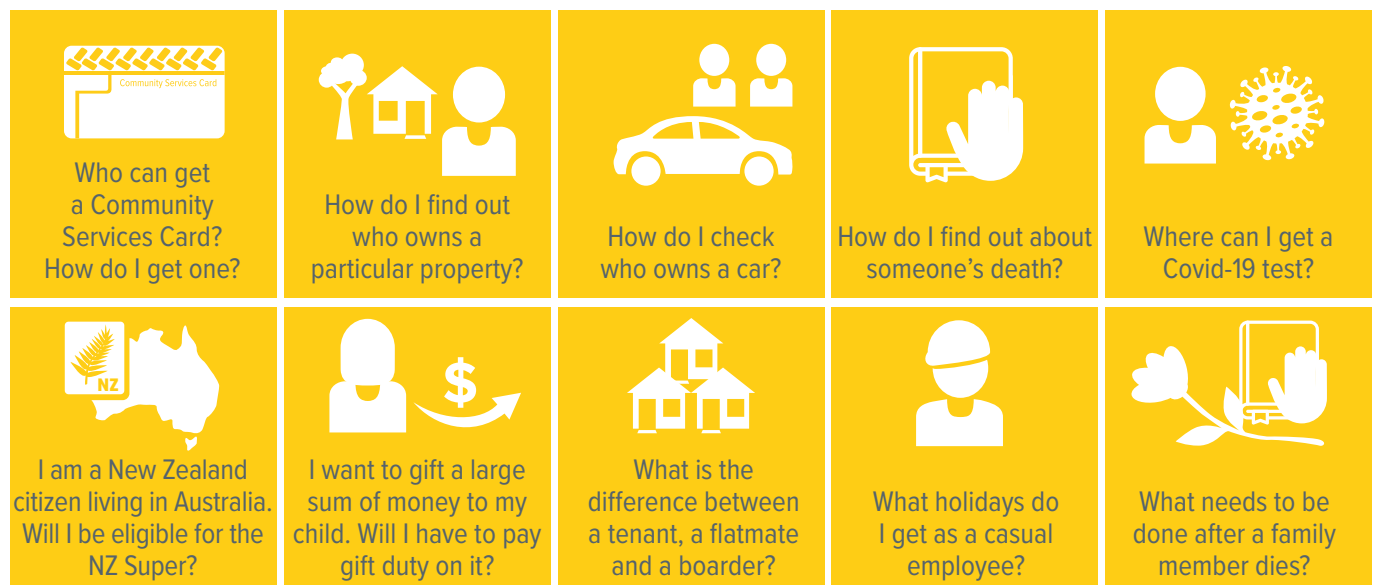 Community Services Card
Who can get
a Community
Services Card?
How do I get one?
How do I find out
who owns a
particular property?
How do I check
who owns a car?
How do I find out about
someone’s death?
Where can I get a
Covid-19 test?
NZ
I am a New Zealand
citizen living in Australia.
Will I be eligible for the
NZ Super?
$
I want to gift a large
sum of money to my
child. Will I have to pay
gift duty on it?
What is the
difference between
a tenant, a flatmate
and a boarder?
What holidays do
I get as a casual
employee?
What needs to be
done after a family
member dies?